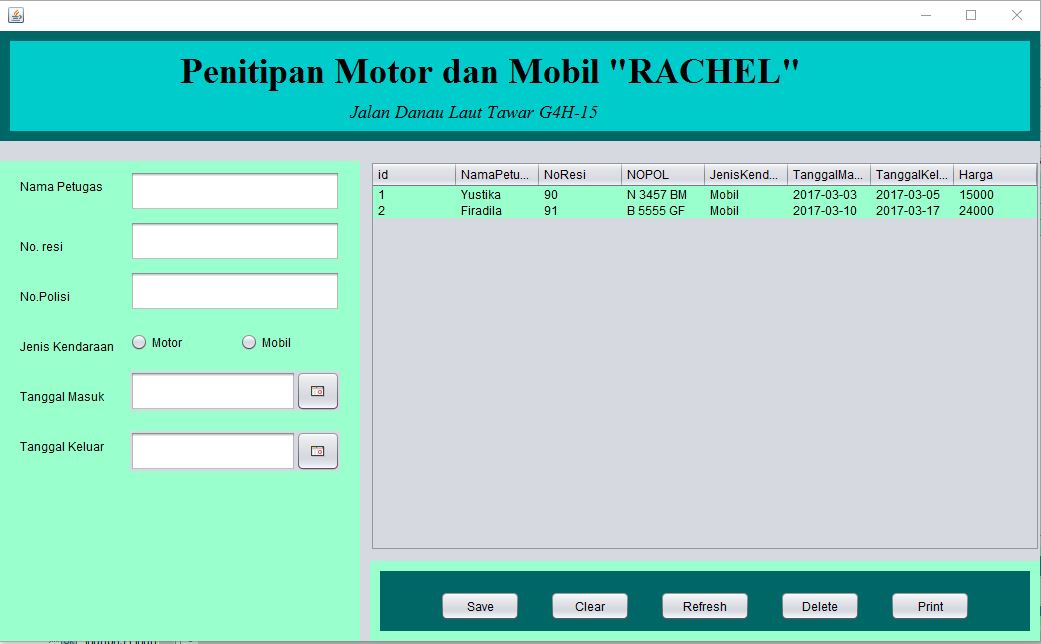 Penitipan Motor dan Mobil "RACHEL"
Jalan Danau Laut Tawar G4H-15
Nama Petugas
No. resi
No.Polisi
Jenis Kendaraan Motor Mobil
Tanggal Masuk
Tanggal Keluar
id NamaPetu... NoResi NOPOL JenisKend... TanggalMa... TanggalKel... Harga
1 Yustika 90 N 3457 BM Mobil 2017-03-03 2017-03-05 15000
2 Firadila 91 B 5555 GF Mobil 2017-03-10 2017-03-17 24000
Save Clear Refresh Delete Print